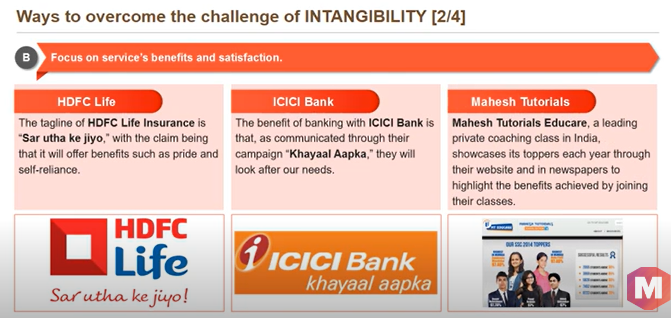 Ways to overcome the challenge of INTANGIBILITY [2/4]
B
Focus on service's benefits and satisfaction.
HDFC Life
The tagline of HDFC Life Insurance is
"Sar utha ke jiyo," with the claim being
that it will offer benefits such as pride and
self-reliance.
ICICI Bank
The benefit of banking with ICICI Bank is
that, as communicated through their
campaign "Khayaal Aapka," they will
look after our needs.
Mahesh Tutorials
Mahesh Tutorials Educare, a leading
private coaching class in India,
showcases its toppers each year through
their website and in newspapers to
highlight the benefits achieved by joining
their classes.
HDFC
Life
Sar utha ke jiyo!
i ICICI Bank
khayaal aapka
MT EDUCARE
OUR SSC 2014 TOPPERS
SUCCESSFUL RESULTS
M